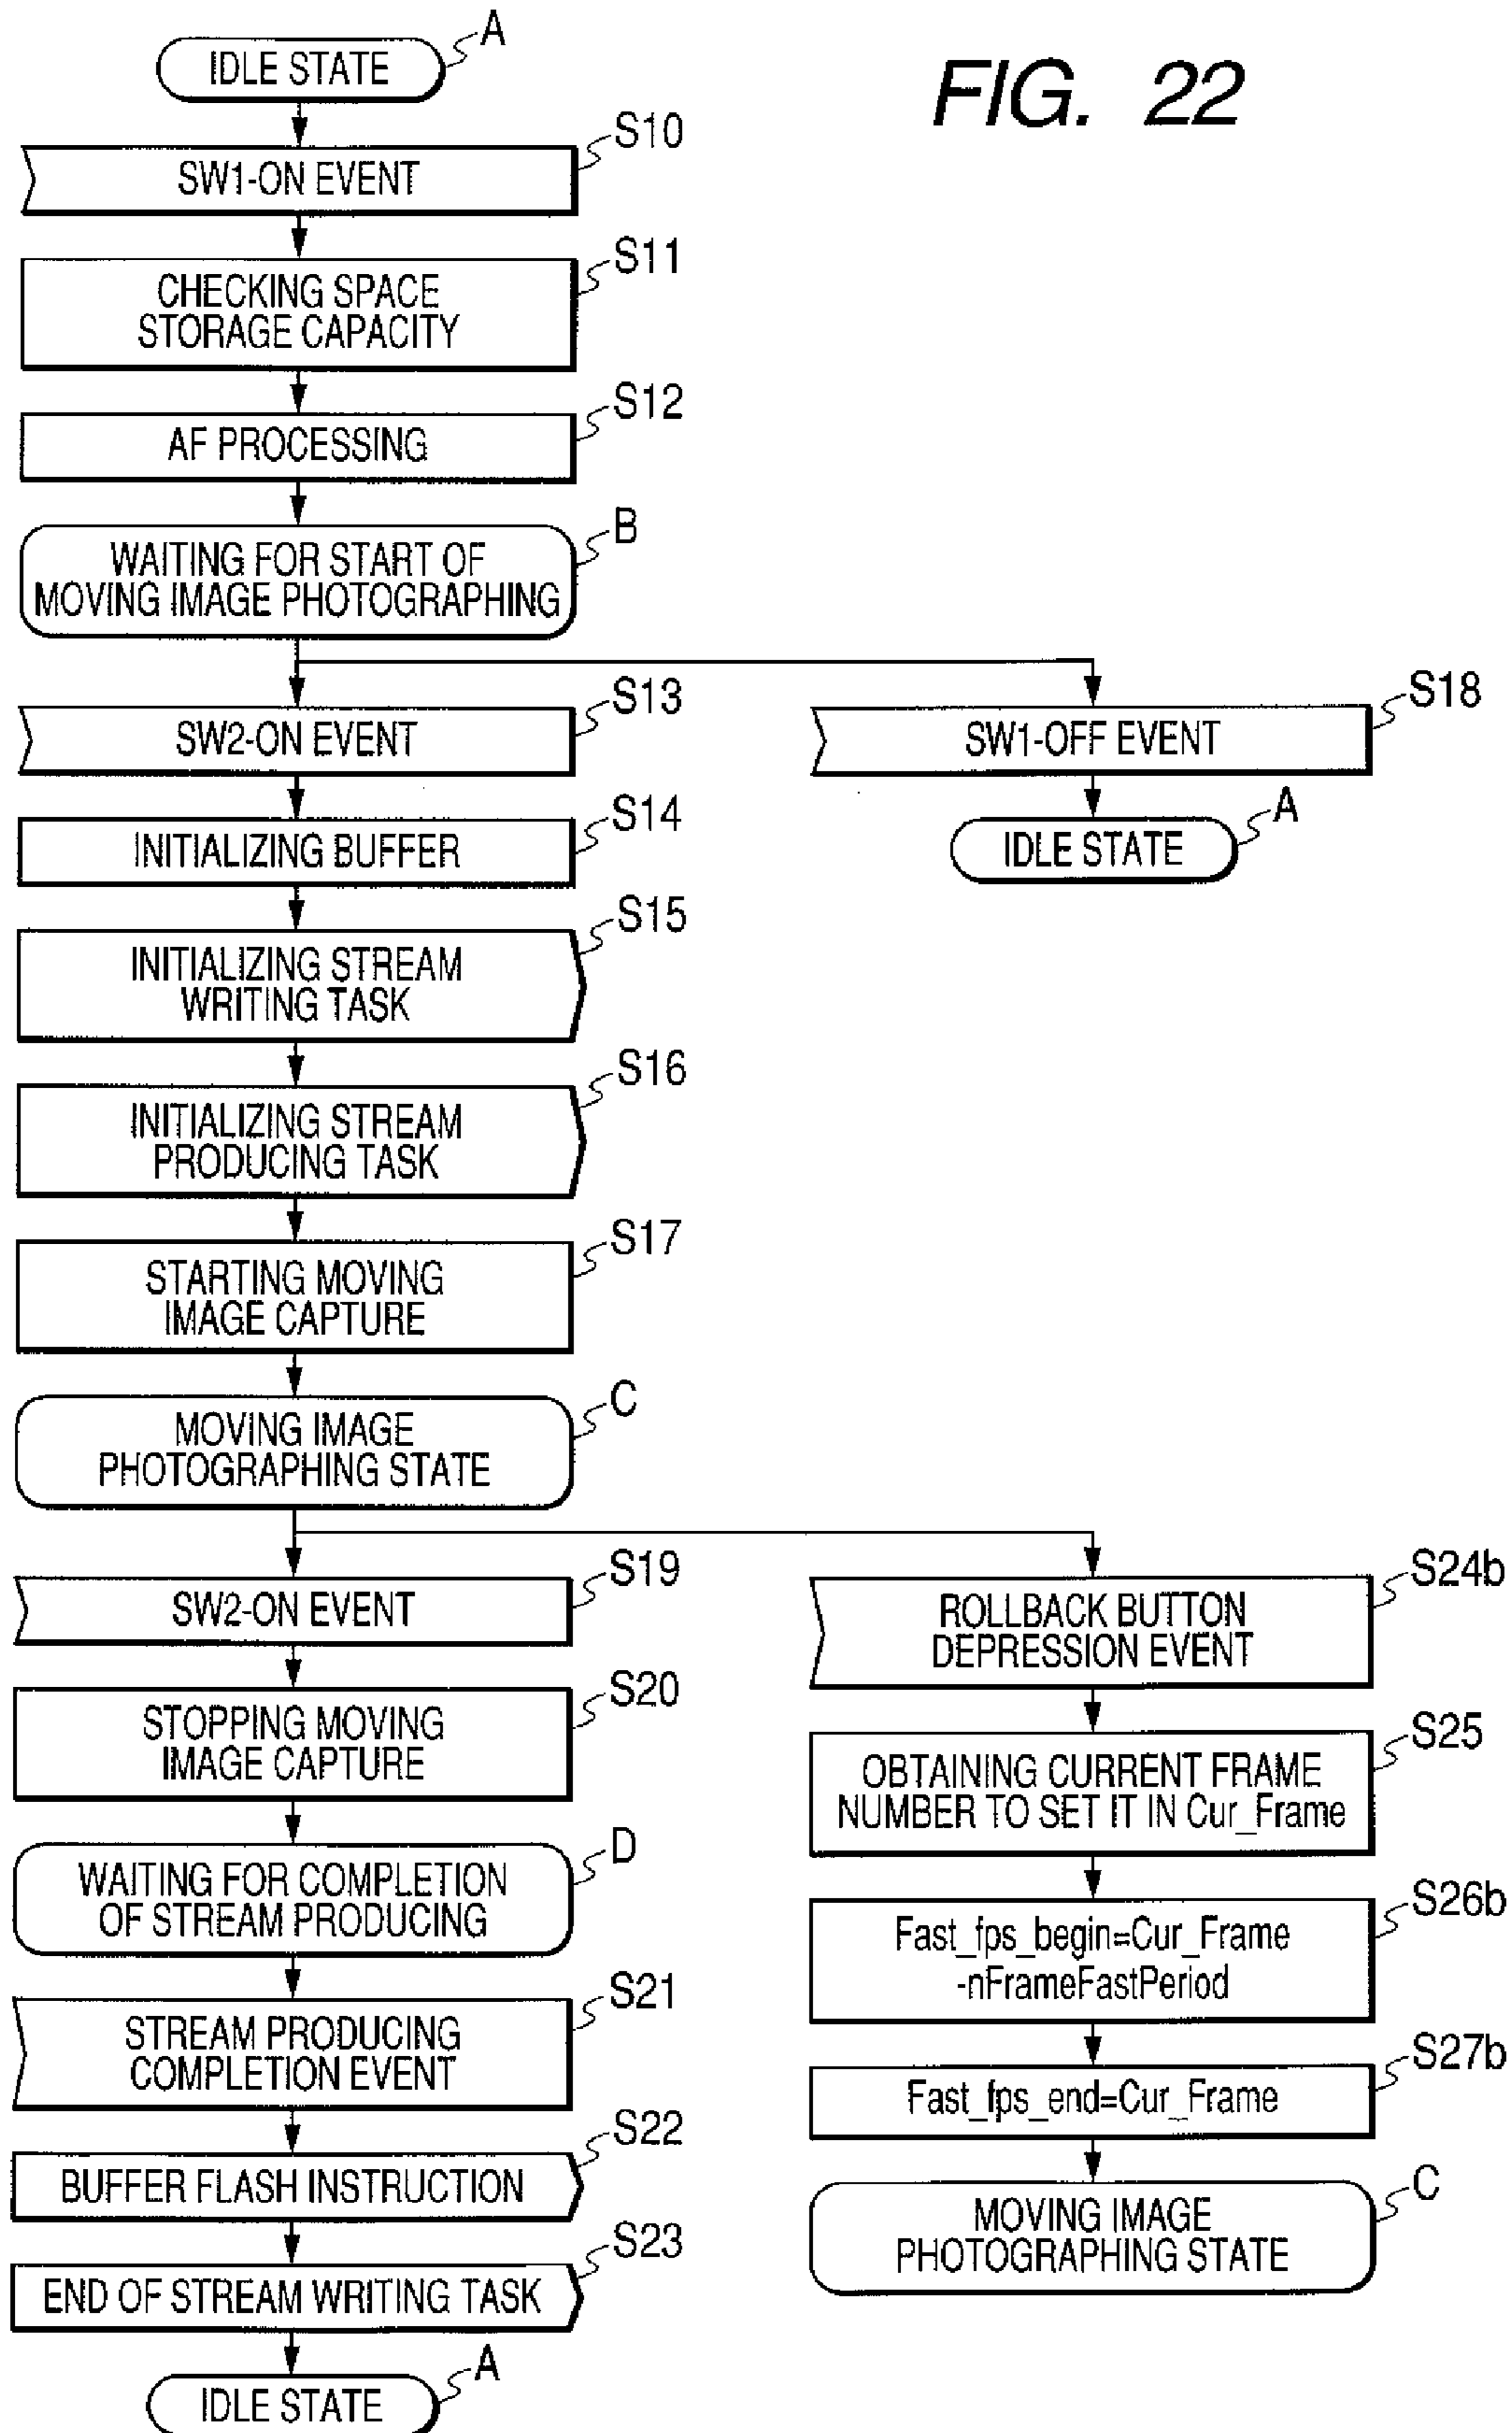 FIG. 22
IDLE STATE
A
SW1-ON EVENT
S10
CHECKING SPACE
STORAGE CAPACITY
S11
AF PROCESSING
S12
WAITING FOR START OF
MOVING IMAGE PHOTOGRAPHING
B
SW2-ON EVENT
S13
INITIALIZING BUFFER
S14
INITIALIZING STREAM
WRITING TASK
S15
INITIALIZING STREAM
PRODUCING TASK
S16
STARTING MOVING
IMAGE CAPTURE
S17
MOVING IMAGE
PHOTOGRAPHING STATE
C
SW2-ON EVENT
S19
STOPPING MOVING
IMAGE CAPTURE
S20
WAITING FOR COMPLETION
OF STREAM PRODUCING
D
STREAM PRODUCING
COMPLETION EVENT
S21
BUFFER FLASH INSTRUCTION
S22
END OF STREAM WRITING TASK
S23
IDLE STATE
A
SW1-OFF EVENT
S18
IDLE STATE
A
ROLLBACK BUTTON
DEPRESSION EVENT
S24b
OBTAINING CURRENT FRAME
NUMBER TO SET IT IN Cur_Frame
S25
Fast_fps_begin=Cur_Frame
-nFrameFastPeriod
S26b
Fast_fps_end=Cur_Frame
S27b
MOVING IMAGE
PHOTOGRAPHING STATE
C